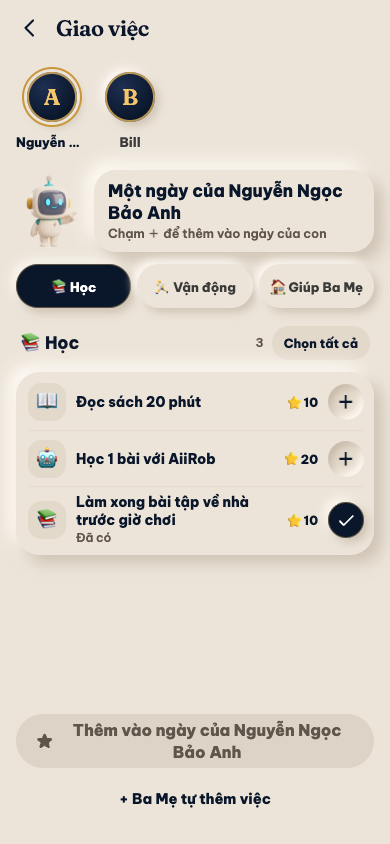 Giao việc
A
B
Nguyễn ...
Bill
Một ngày của Nguyễn Ngọc
Bảo Anh
Chạm + để thêm vào ngày của con
Học
Vận động
Giúp Ba Mẹ
Học
3
Chọn tất cả
Đọc sách 20 phút
10
Học 1 bài với AiiRob
20
Làm xong bài tập về nhà
trước giờ chơi
Đã có
10
Thêm vào ngày của Nguyễn Ngọc
Bảo Anh
+ Ba Mẹ tự thêm việc